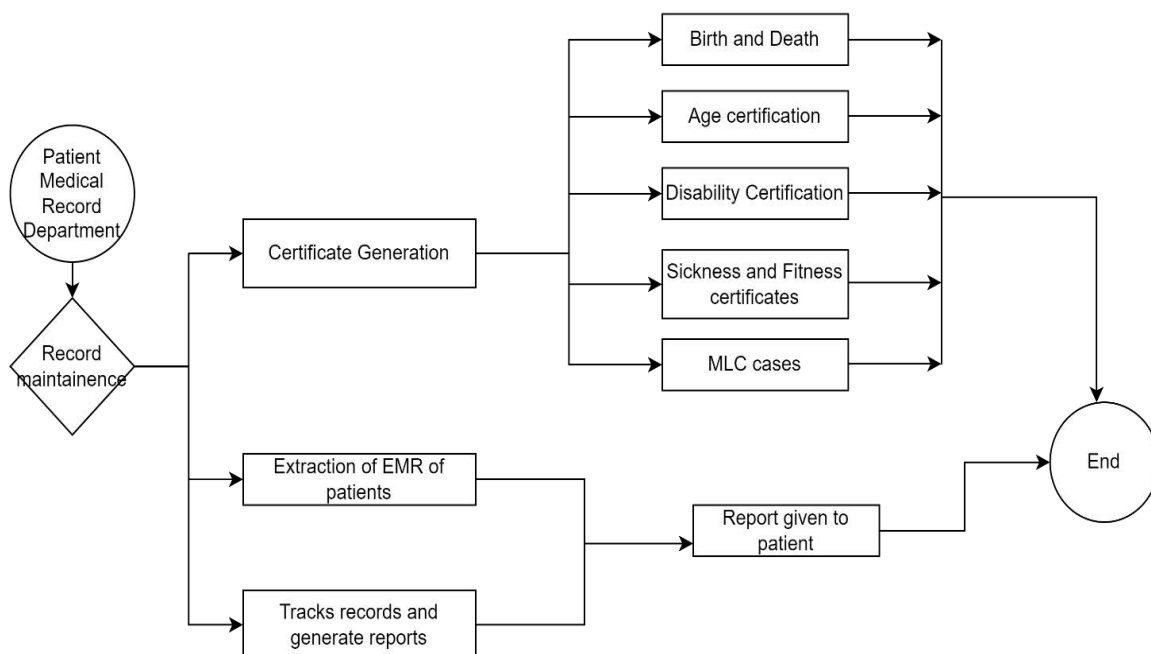 Patient
Medical
Record
Department
Record
maintainence
Certificate Generation
Birth and Death
Age certification
Disability Certification
Sickness and Fitness
certificates
MLC cases
Extraction of EMR of
patients
Tracks records and
generate reports
Report given to
patient
End